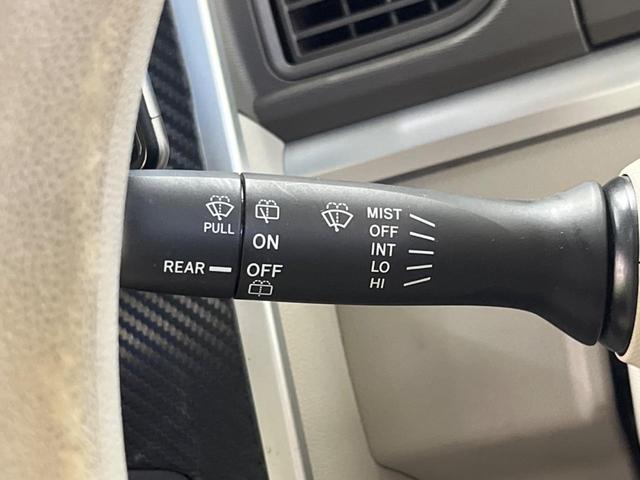 PULL
REAR
ON
OFF
MIST
OFF
INT
LO
HI